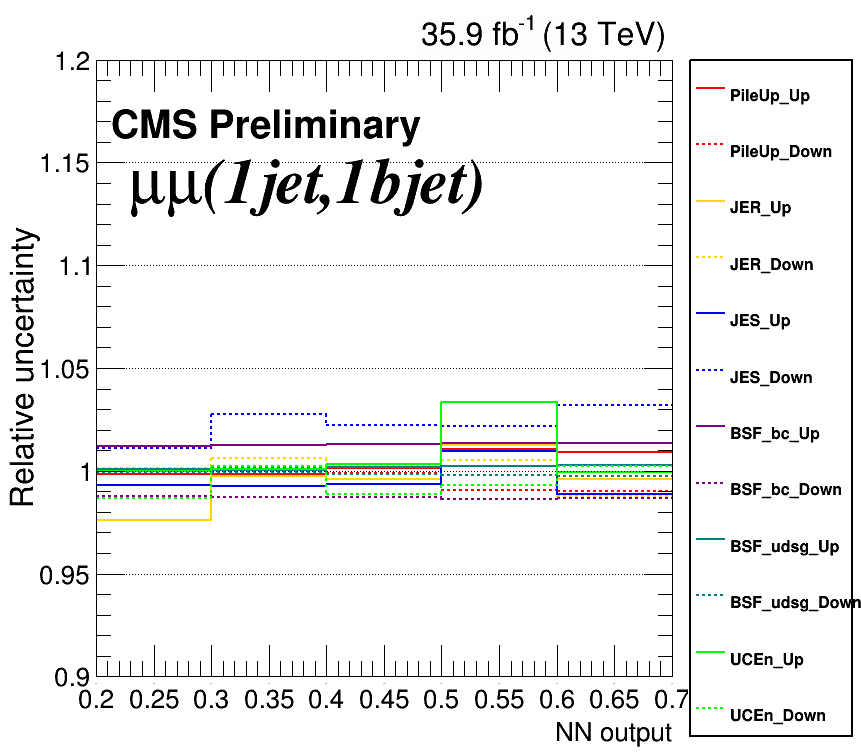 35.9 fb⁻¹ (13 TeV)
CMS Preliminary
μμ(1jet,1bjet)
Relative uncertainty
1.2
1.15
1.1
1.05
1
0.95
0.9
0.2 0.25 0.3 0.35 0.4 0.45 0.5 0.55 0.6 0.65 0.7
NN output
PileUp_Up
PileUp_Down
JER_Up
JER_Down
JES_Up
JES_Down
BSF_bc_Up
BSF_bc_Down
BSF_udsg_Up
BSF_udsg_Down
UCEn_Up
UCEn_Down